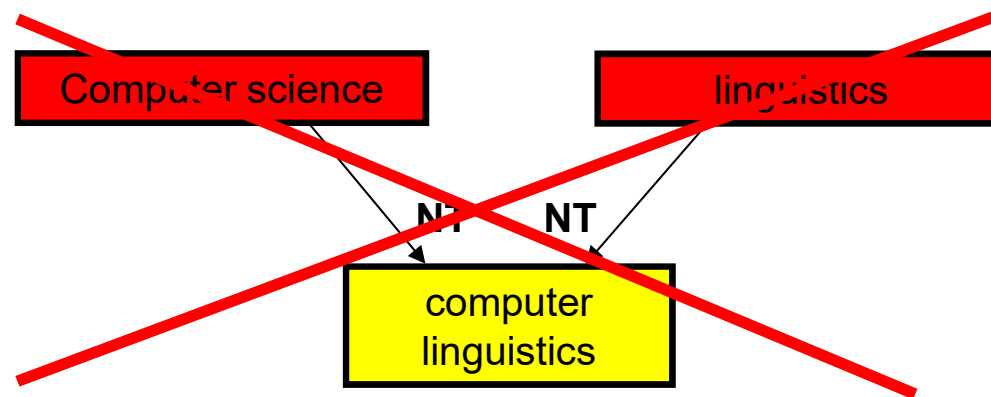 Computer science
linguistics
NT NT
computer
linguistics